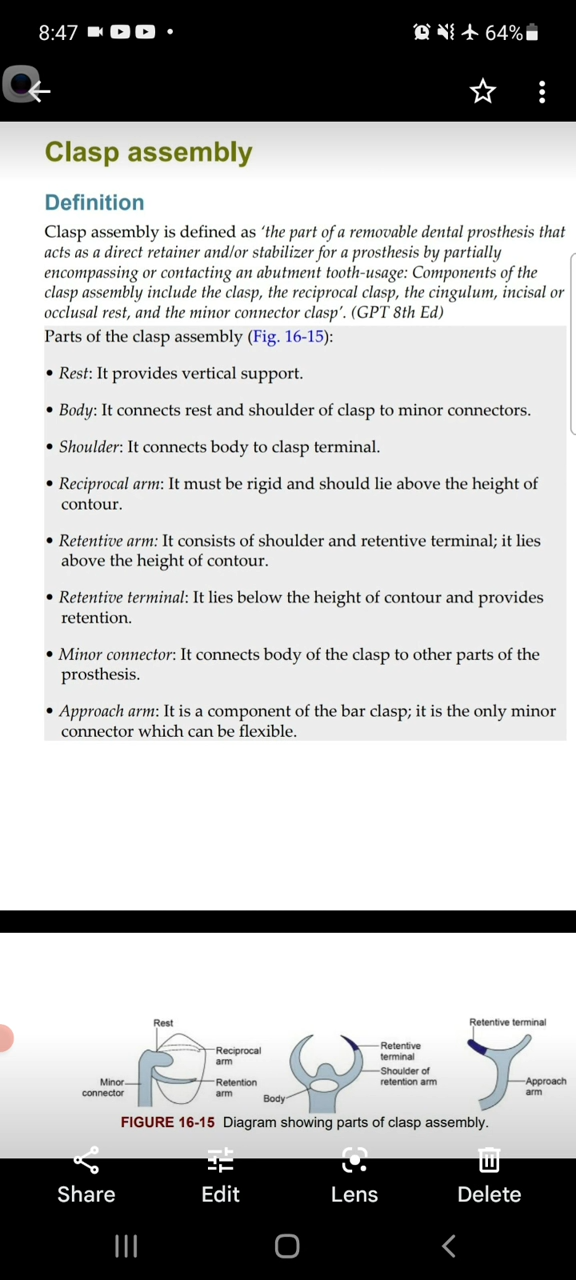 8:47
64%
Clasp assembly
Definition
Clasp assembly is defined as ‘the part of a removable dental prosthesis that
acts as a direct retainer and/or stabilizer for a prosthesis by partially
encompassing or contacting an abutment tooth-usage: Components of the
clasp assembly include the clasp, the reciprocal clasp, the cingulum, incisal or
occlusal rest, and the minor connector clasp’. (GPT 8th Ed)
Parts of the clasp assembly (Fig. 16-15):
• Rest: It provides vertical support.
• Body: It connects rest and shoulder of clasp to minor connectors.
• Shoulder: It connects body to clasp terminal.
• Reciprocal arm: It must be rigid and should lie above the height of
contour.
• Retentive arm: It consists of shoulder and retentive terminal; it lies
above the height of contour.
• Retentive terminal: It lies below the height of contour and provides
retention.
• Minor connector: It connects body of the clasp to other parts of the
prosthesis.
• Approach arm: It is a component of the bar clasp; it is the only minor
connector which can be flexible.
Rest
Reciprocal
arm
Minor
connector
Retention
arm
Body
Retentive
terminal
Shoulder of
retention arm
Retentive terminal
Approach
arm
FIGURE 16-15 Diagram showing parts of clasp assembly.
Share
Edit
Lens
Delete